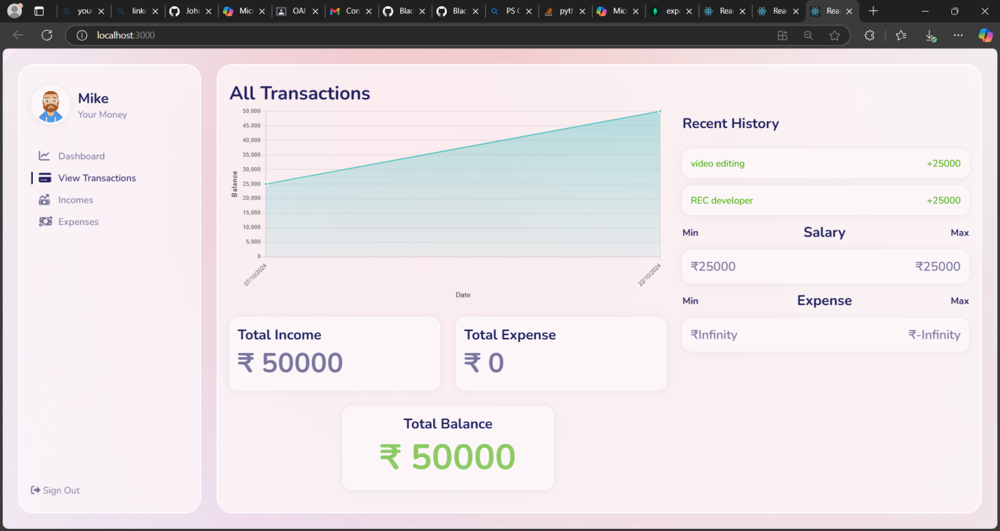 you
link
John
Micr
OAI
Con
Blac
Blac
PS (
pyth
Micr
exp
Rea
Rea
Rea
localhost:3000
Mike
Your Money
Dashboard
View Transactions
Incomes
Expenses
Sign Out
All Transactions
50,000
45,000
40,000
35,000
30,000
25,000
20,000
15,000
10,000
5,000
0
Balance
07/10/2024
22/10/2024
Date
Total Income
₹ 50000
Total Expense
₹ 0
Total Balance
₹ 50000
Recent History
video editing +25000
REC developer +25000
Min Salary Max
₹25000 ₹25000
Min Expense Max
₹Infinity ₹-Infinity